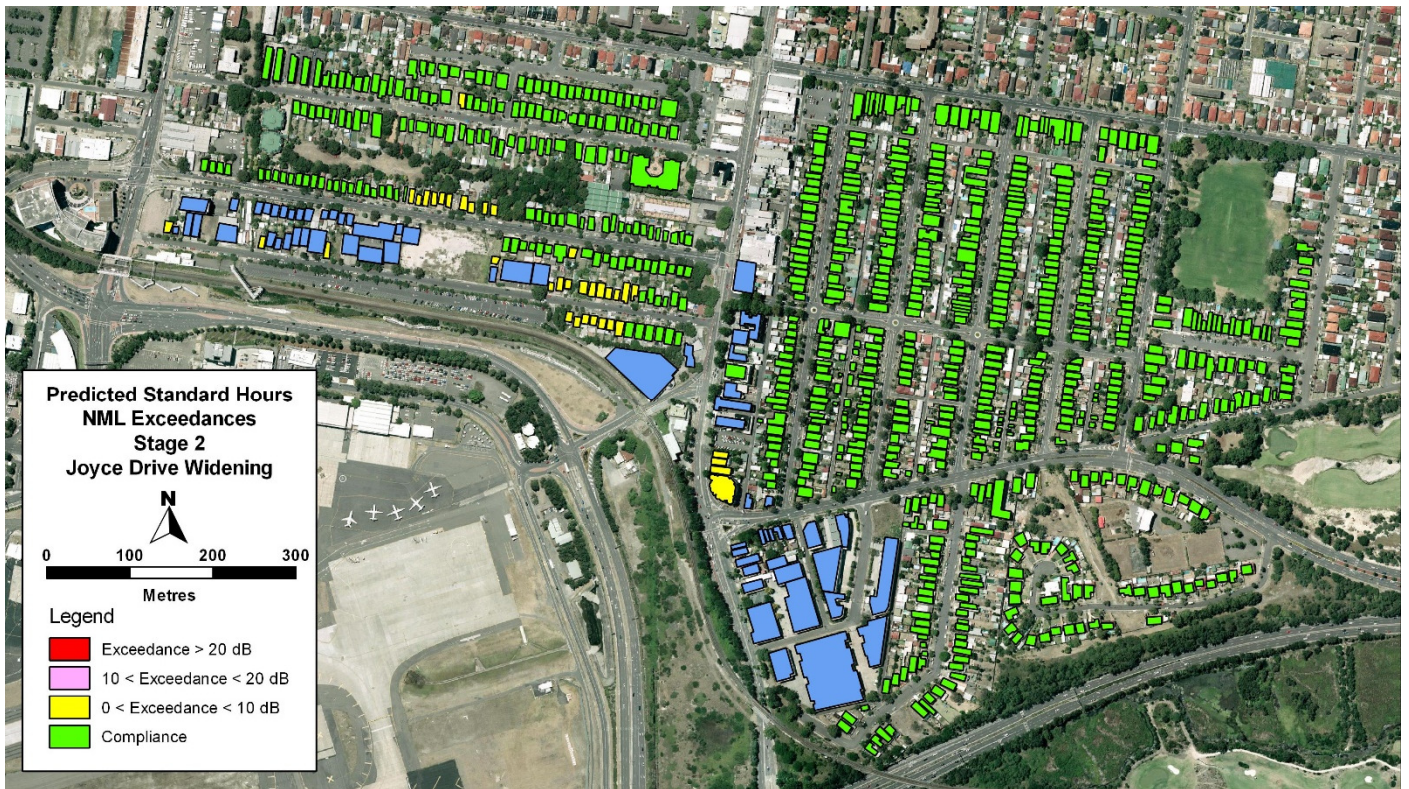 Predicted Standard Hours
NML Exceedances
Stage 2
Joyce Drive Widening
N
0 100 200 300
Metres
Legend
Exceedance > 20 dB
10 < Exceedance < 20 dB
0 < Exceedance < 10 dB
Compliance